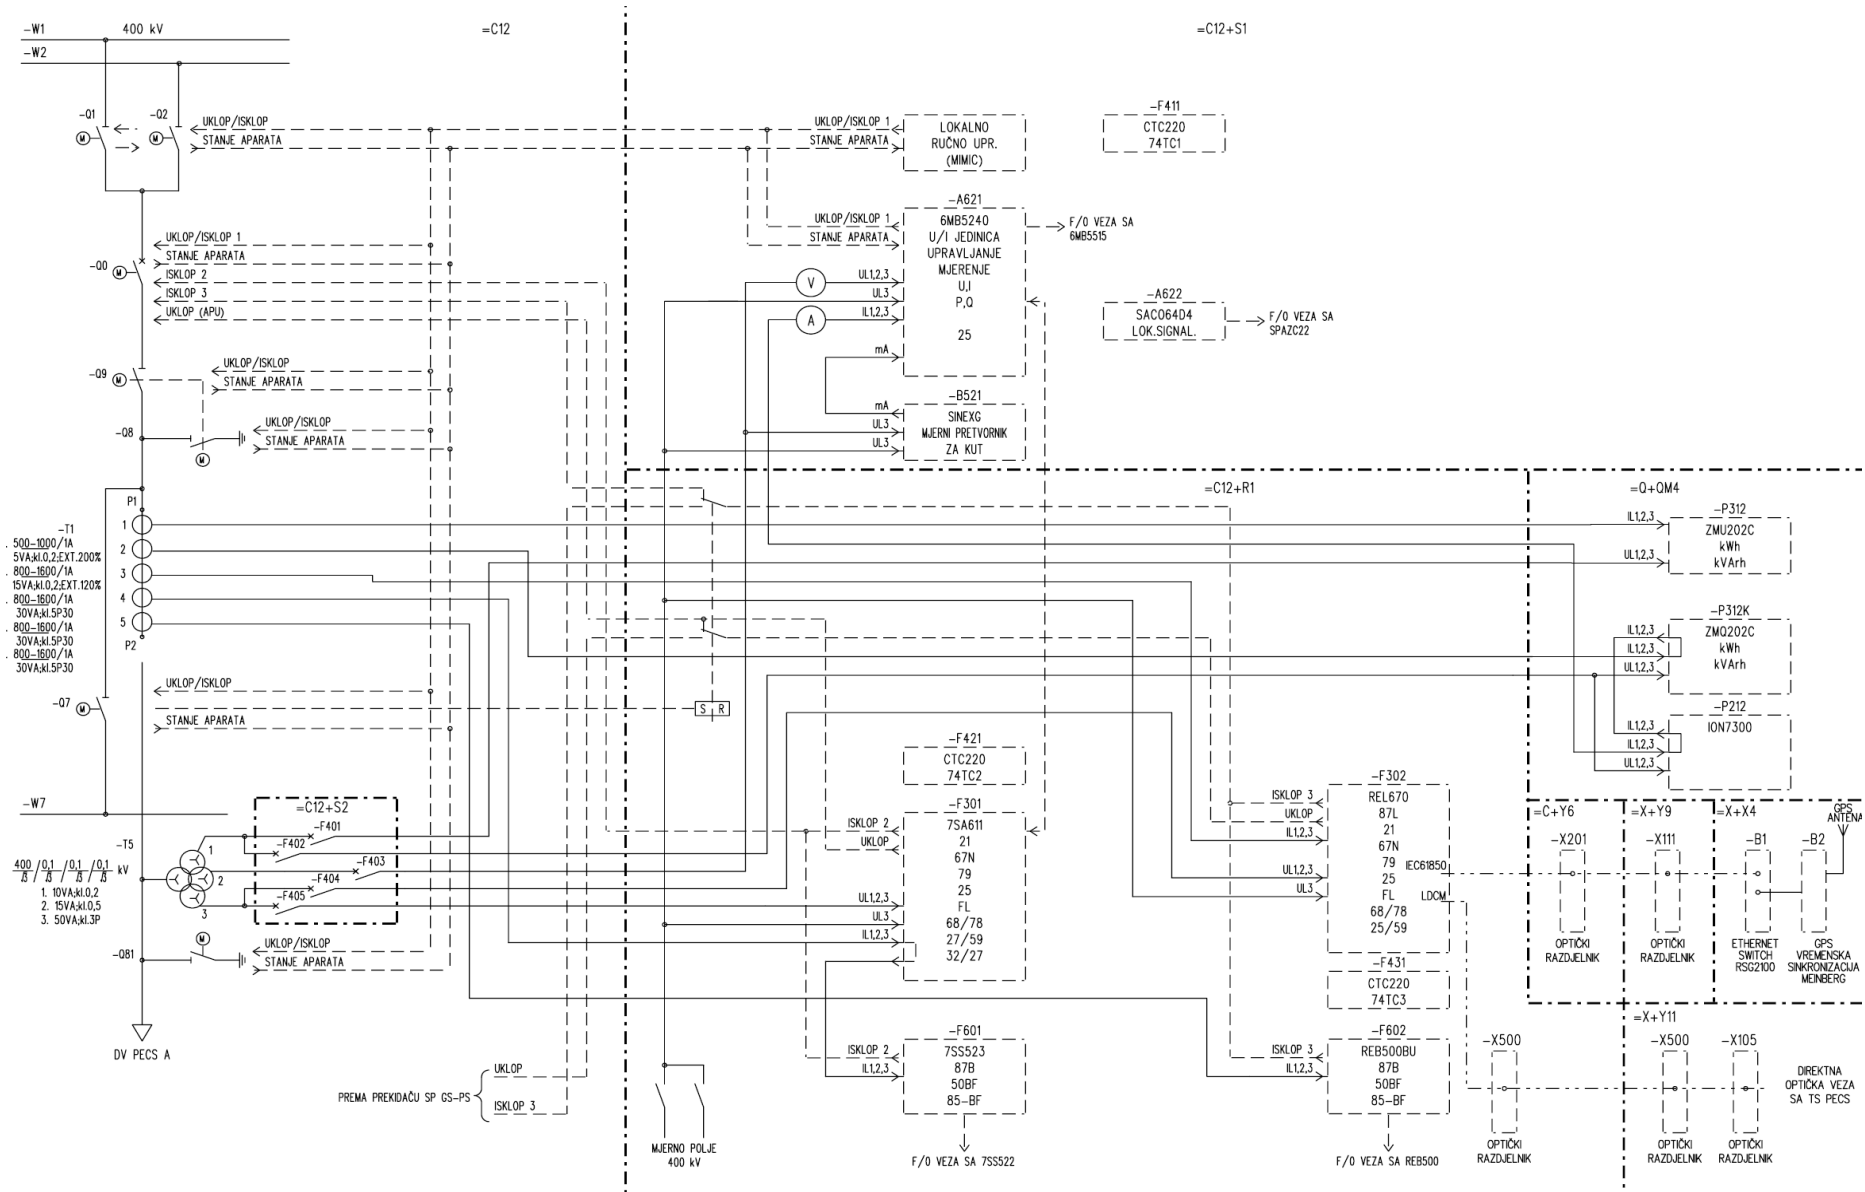 -W1
400 kV
-W2
=C12
=C12+S1
-Q1
-Q2
M
M
UKLOP/ISKLOP
STANJE APARATA
UKLOP/ISKLOP 1
STANJE APARATA
LOKALNO
RUČNO UPR.
(MIMIC)
-F411
CTC220
74TC1
-Q0
M
UKLOP/ISKLOP 1
STANJE APARATA
ISKLOP 2
ISKLOP 3
UKLOP (APU)
-A621
UKLOP/ISKLOP 1
STANJE APARATA
V
UL1,2,3
UL3
A
IL1,2,3
mA
6MB5240
U/I JEDINICA
UPRAVLJANJE
MJERENJE
U,I
P,Q
25
F/O VEZA SA
6MB5515
-A622
SACO64D4
LOK.SIGNAL.
F/O VEZA SA
SPAZC22
-Q9
M
UKLOP/ISKLOP
STANJE APARATA
-B521
mA
UL3
UL3
SINEXG
MJERNI PRETVORNIK
ZA KUT
-Q8
M
UKLOP/ISKLOP
STANJE APARATA
=C12+R1
=Q+QM4
P1
-T1
1
2
3
4
5
P2
500-1000/1A
5VA;kl.0,2;EXT.200%
800-1600/1A
15VA;kl.0,2;EXT.120%
800-1600/1A
30VA;kl.5P30
800-1600/1A
30VA;kl.5P30
800-1600/1A
30VA;kl.5P30
-P312
IL1,2,3
UL1,2,3
ZMU202C
kWh
kVArh
-P312K
IL1,2,3
IL1,2,3
UL1,2,3
ZMQ202C
kWh
kVArh
-P212
IL1,2,3
IL1,2,3
UL1,2,3
ION7300
-Q7
M
UKLOP/ISKLOP
STANJE APARATA
S R
-F421
CTC220
74TC2
-F301
ISKLOP 2
UKLOP
UL1,2,3
UL3
IL1,2,3
7SA611
21
67N
79
25
FL
68/78
27/59
32/27
-F302
ISKLOP 3
UKLOP
IL1,2,3
UL1,2,3
UL3
REL670
87L
21
67N
79
25
FL
68/78
25/59
IEC61850
LDCM
-W7
=C12+S2
-F401
-F402
-F403
-F404
-F405
-T5
1
2
3
400/0,1/0,1/0,1 kV
√3 /√3 /√3 /√3
1. 10VA;kl.0,2
2. 15VA;kl.0,5
3. 50VA;kl.3P
-Q81
M
UKLOP/ISKLOP
STANJE APARATA
DV PECS A
=C+Y6
=X+Y9
=X+X4
GPS
ANTENA
-X201
-X111
-B1
-B2
OPTIČKI
RAZDJELNIK
OPTIČKI
RAZDJELNIK
ETHERNET
SWITCH
RSG2100
GPS
VREMENSKA
SINKRONIZACIJA
MEINBERG
-F431
CTC220
74TC3
-F601
ISKLOP 2
IL1,2,3
7SS523
87B
50BF
85-BF
F/O VEZA SA 7SS522
-F602
ISKLOP 3
IL1,2,3
REB500BU
87B
50BF
85-BF
F/O VEZA SA REB500
=X+Y11
-X500
OPTIČKI
RAZDJELNIK
-X500
-X105
OPTIČKI
RAZDJELNIK
OPTIČKI
RAZDJELNIK
DIREKTNA
OPTIČKA VEZA
SA TS PECS
PREMA PREKIDAČU SP GS-PS
UKLOP
ISKLOP 3
MJERNO POLJE
400 kV